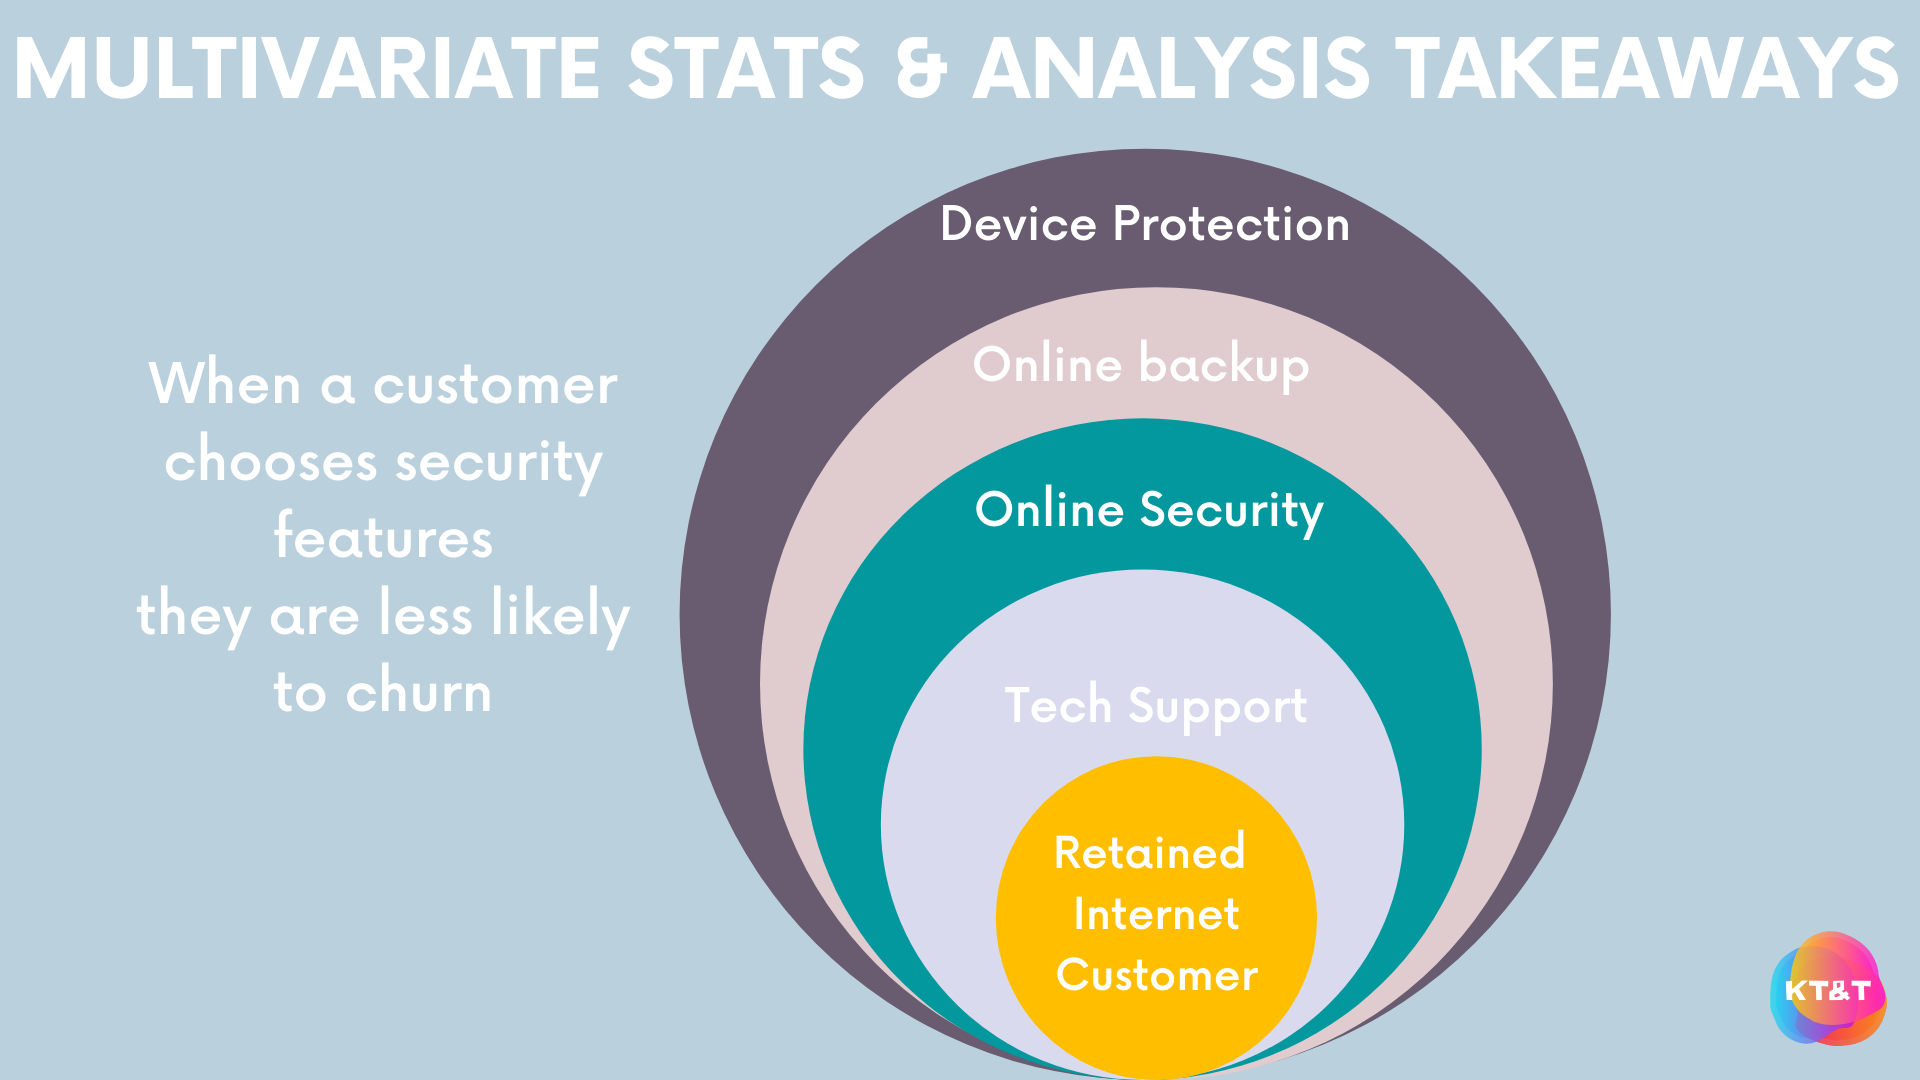 MULTIVARIATE STATS & ANALYSIS TAKEAWAYS
When a customer
chooses security
features
they are less likely
to churn
Device Protection
Online backup
Online Security
Tech Support
Retained
Internet
Customer
KT&T